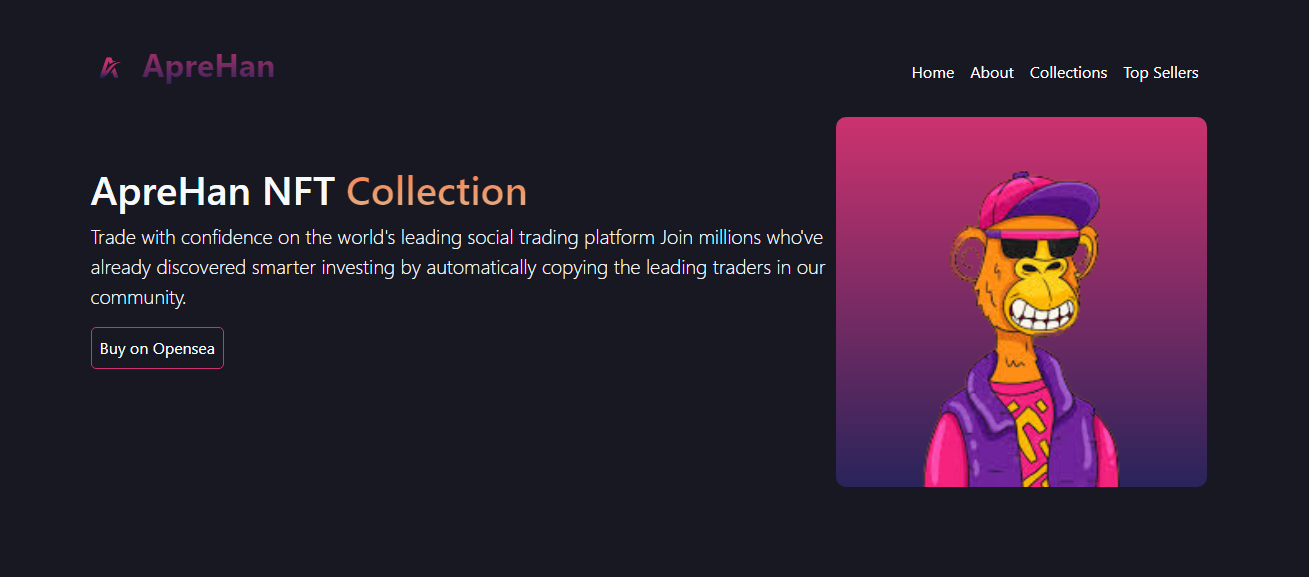 ApreHan
Home About Collections Top Sellers
ApreHan NFT Collection
Trade with confidence on the world's leading social trading platform Join millions who've
already discovered smarter investing by automatically copying the leading traders in our
community.
Buy on Opensea